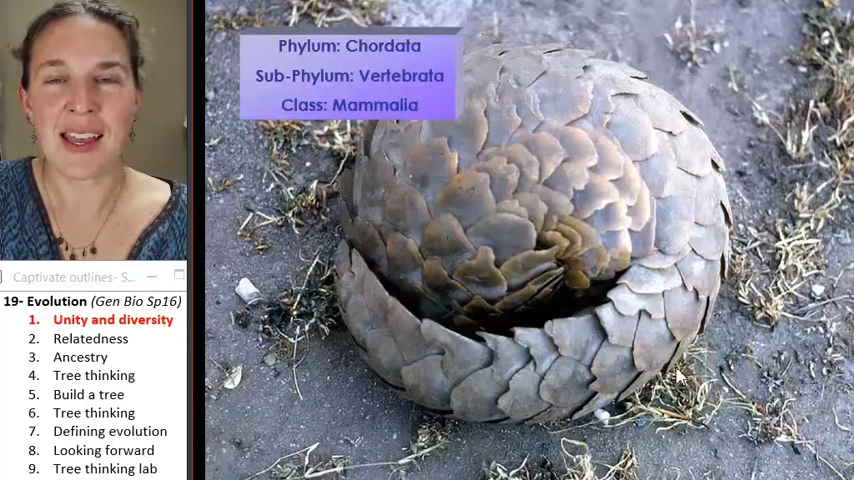 Phylum: Chordata
Sub-Phylum: Vertebrata
Class: Mammalia
Captivate outlines- S...
19- Evolution (Gen Bio Sp16)
1. Unity and diversity
2. Relatedness
3. Ancestry
4. Tree thinking
5. Build a tree
6. Tree thinking
7. Defining evolution
8. Looking forward
9. Tree thinking lab